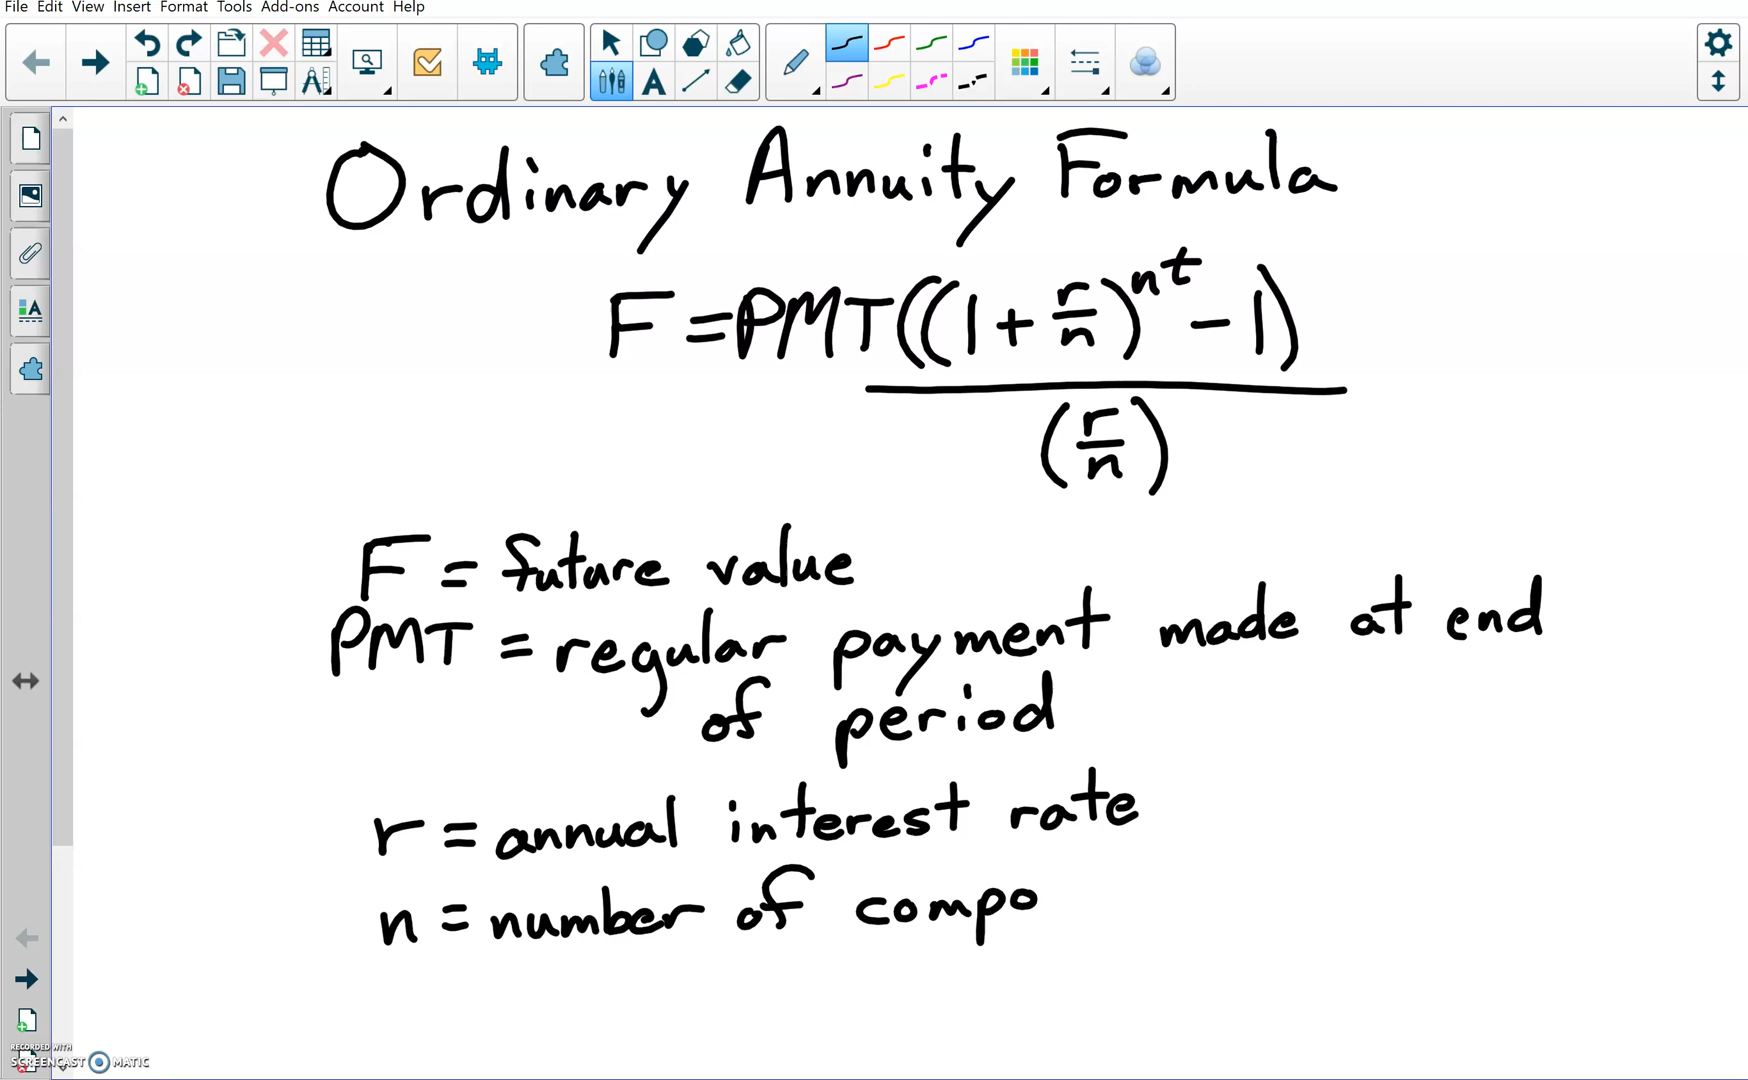 File Edit View Insert Format Tools Add-ons Account Help
Ordinary Annuity Formula
F = PMT((1 + r/n)^nt - 1)
(r/n)
F = future value
PMT = regular payment made at end
of period
r = annual interest rate
n = number of compo
RECORDED WITH
SCREENCAST MATIC